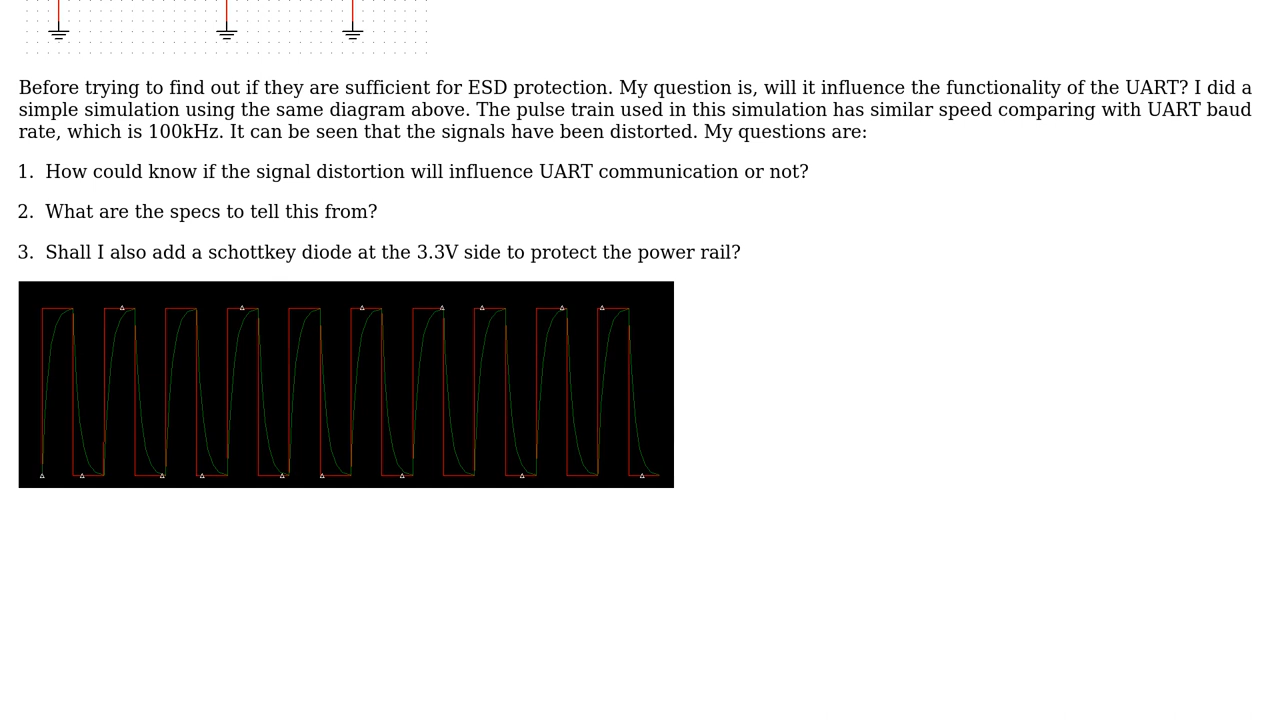 Before trying to find out if they are sufficient for ESD protection. My question is, will it influence the functionality of the UART? I did a
simple simulation using the same diagram above. The pulse train used in this simulation has similar speed comparing with UART baud
rate, which is 100kHz. It can be seen that the signals have been distorted. My questions are:
1. How could know if the signal distortion will influence UART communication or not?
2. What are the specs to tell this from?
3. Shall I also add a schottkey diode at the 3.3V side to protect the power rail?